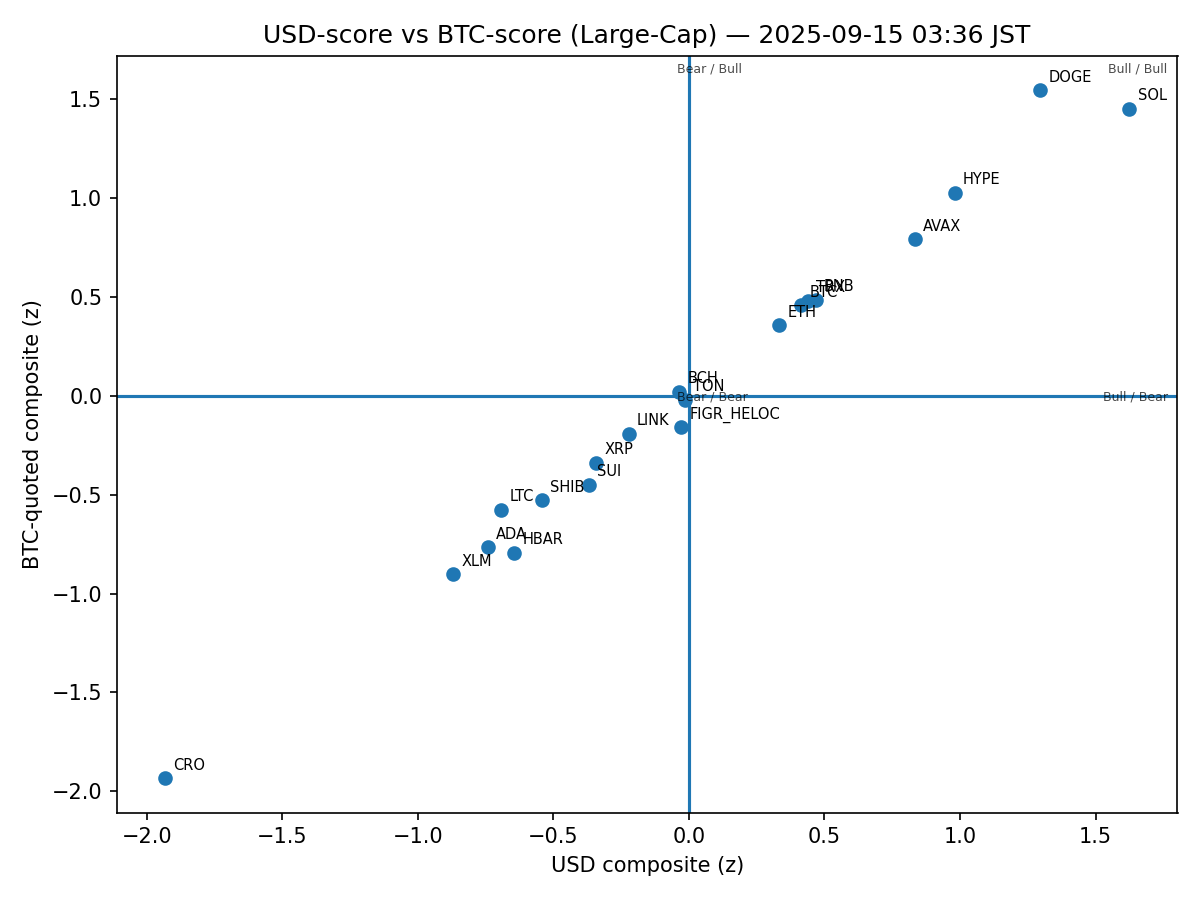 USD-score vs BTC-score (Large-Cap) — 2025-09-15 03:36 JST
Bear / Bull
Bull / Bull
DOGE
SOL
HYPE
AVAX
TRX
BNB
BTC
ETH
BCH
TON
Bear / Bear
Bull / Bear
FIGR_HELOC
LINK
XRP
SUI
SHIB
LTC
ADA
HBAR
XLM
CRO
1.5
1.0
0.5
0.0
−0.5
−1.0
−1.5
−2.0
BTC-quoted composite (z)
−2.0
−1.5
−1.0
−0.5
0.0
0.5
1.0
1.5
USD composite (z)